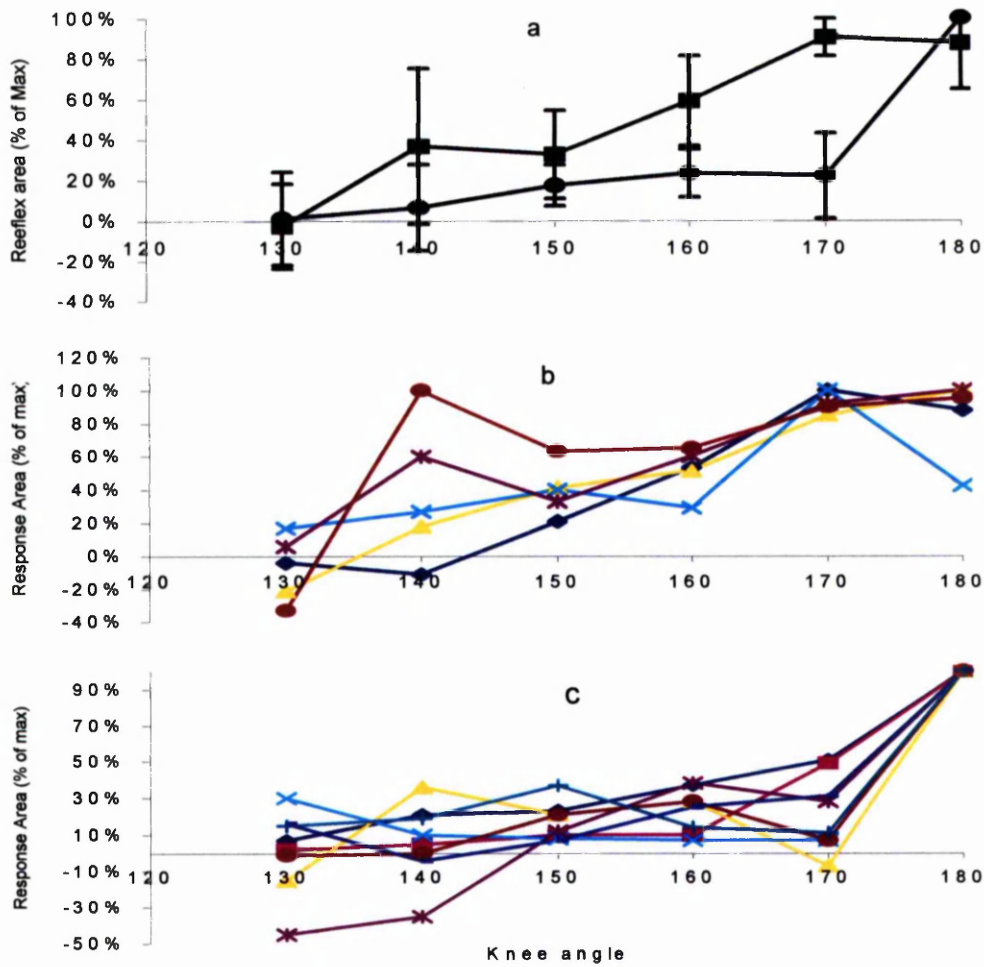 a
Reeflex area (% of Max)
100%
80%
60%
40%
20%
0%
-20%
-40%
120 130 140 150 160 170 180
b
Response Area (% of max)
120%
100%
80%
60%
40%
20%
0%
-20%
-40%
120 130 140 150 160 170 180
C
Response Area (% of max)
90%
70%
50%
30%
10%
-10%
-30%
-50%
120 130 140 150 160 170 180
Knee angle